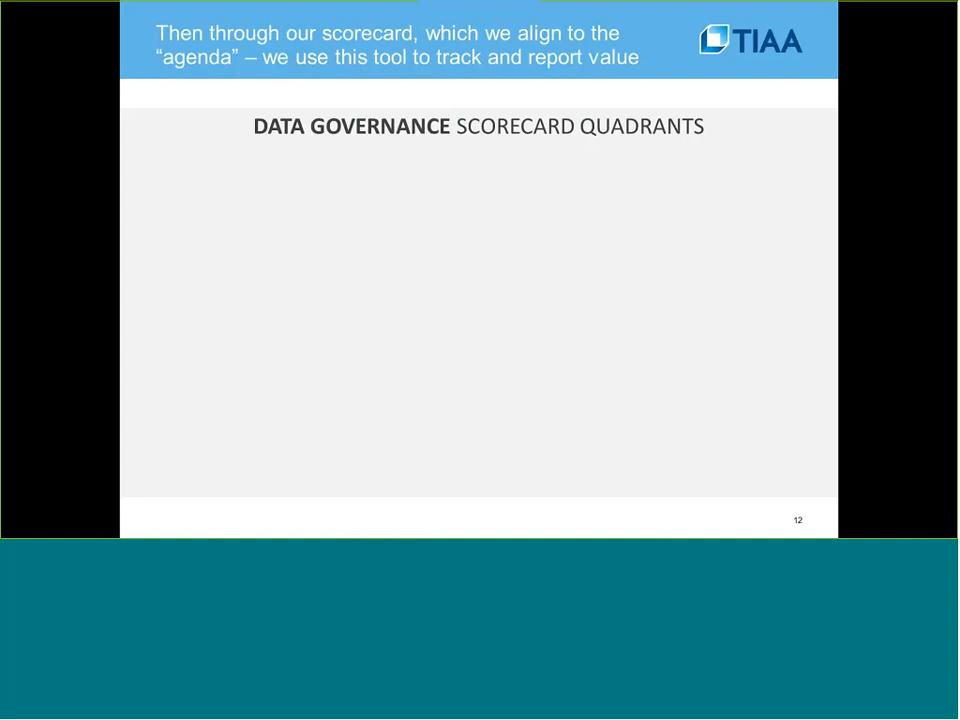 Then through our scorecard, which we align to the
“agenda” – we use this tool to track and report value
TIAA
DATA GOVERNANCE SCORECARD QUADRANTS
12